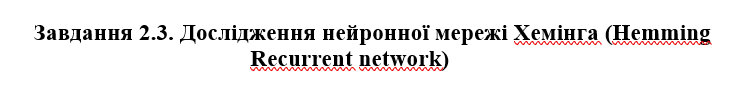 Завдання 2.3. Дослідження нейронної мережі Хемінга (Hemming
Recurrent network)